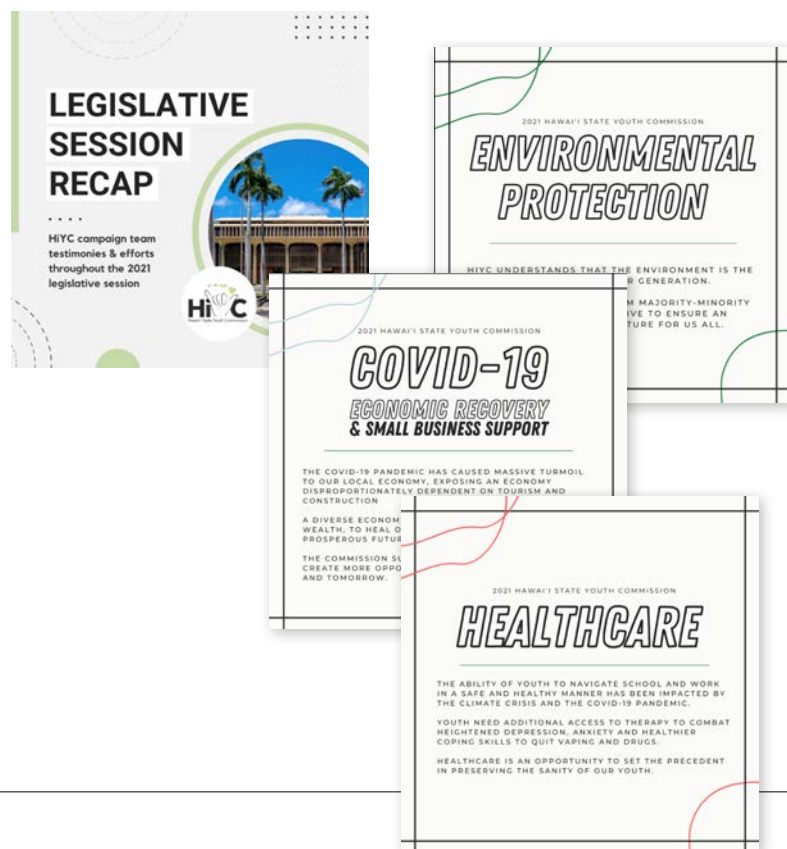 LEGISLATIVE
SESSION
RECAP
HiYC campaign team
testimonies & efforts
throughout the 2021
legislative session
HiYC
Hawaiʻi State Youth Commission
2021 HAWAI'I STATE YOUTH COMMISSION
ENVIRONMENTAL
PROTECTION
HIYC UNDERSTANDS THAT THE ENVIRONMENT IS THE
GENERATION.
MAJORITY-MINORITY
TO ENSURE AN
FOR US ALL.
2021 HAWAI'I STATE YOUTH COMMISSION
COVID-19
ECONOMIC RECOVERY
& SMALL BUSINESS SUPPORT
THE COVID-19 PANDEMIC HAS CAUSED MASSIVE TURMOIL
TO OUR LOCAL ECONOMY, EXPOSING AN ECONOMY
DISPROPORTIONATELY DEPENDENT ON TOURISM AND
CONSTRUCTION
A DIVERSE
WEALTH, TO HEAL
PROSPEROUS
THE COMMISSION
CREATE MORE
AND TOMORROW.
2021 HAWAI'I STATE YOUTH COMMISSION
HEALTHCARE
THE ABILITY OF YOUTH TO NAVIGATE SCHOOL AND WORK
IN A SAFE AND HEALTHY MANNER HAS BEEN IMPACTED BY
THE CLIMATE CRISIS AND THE COVID-19 PANDEMIC.
YOUTH NEED ADDITIONAL ACCESS TO THERAPY TO COMBAT
HEIGHTENED DEPRESSION, ANXIETY AND HEALTHIER
COPING SKILLS TO QUIT VAPING AND DRUGS.
HEALTHCARE IS AN OPPORTUNITY TO SET THE PRECEDENT
IN PRESERVING THE SANITY OF OUR YOUTH.